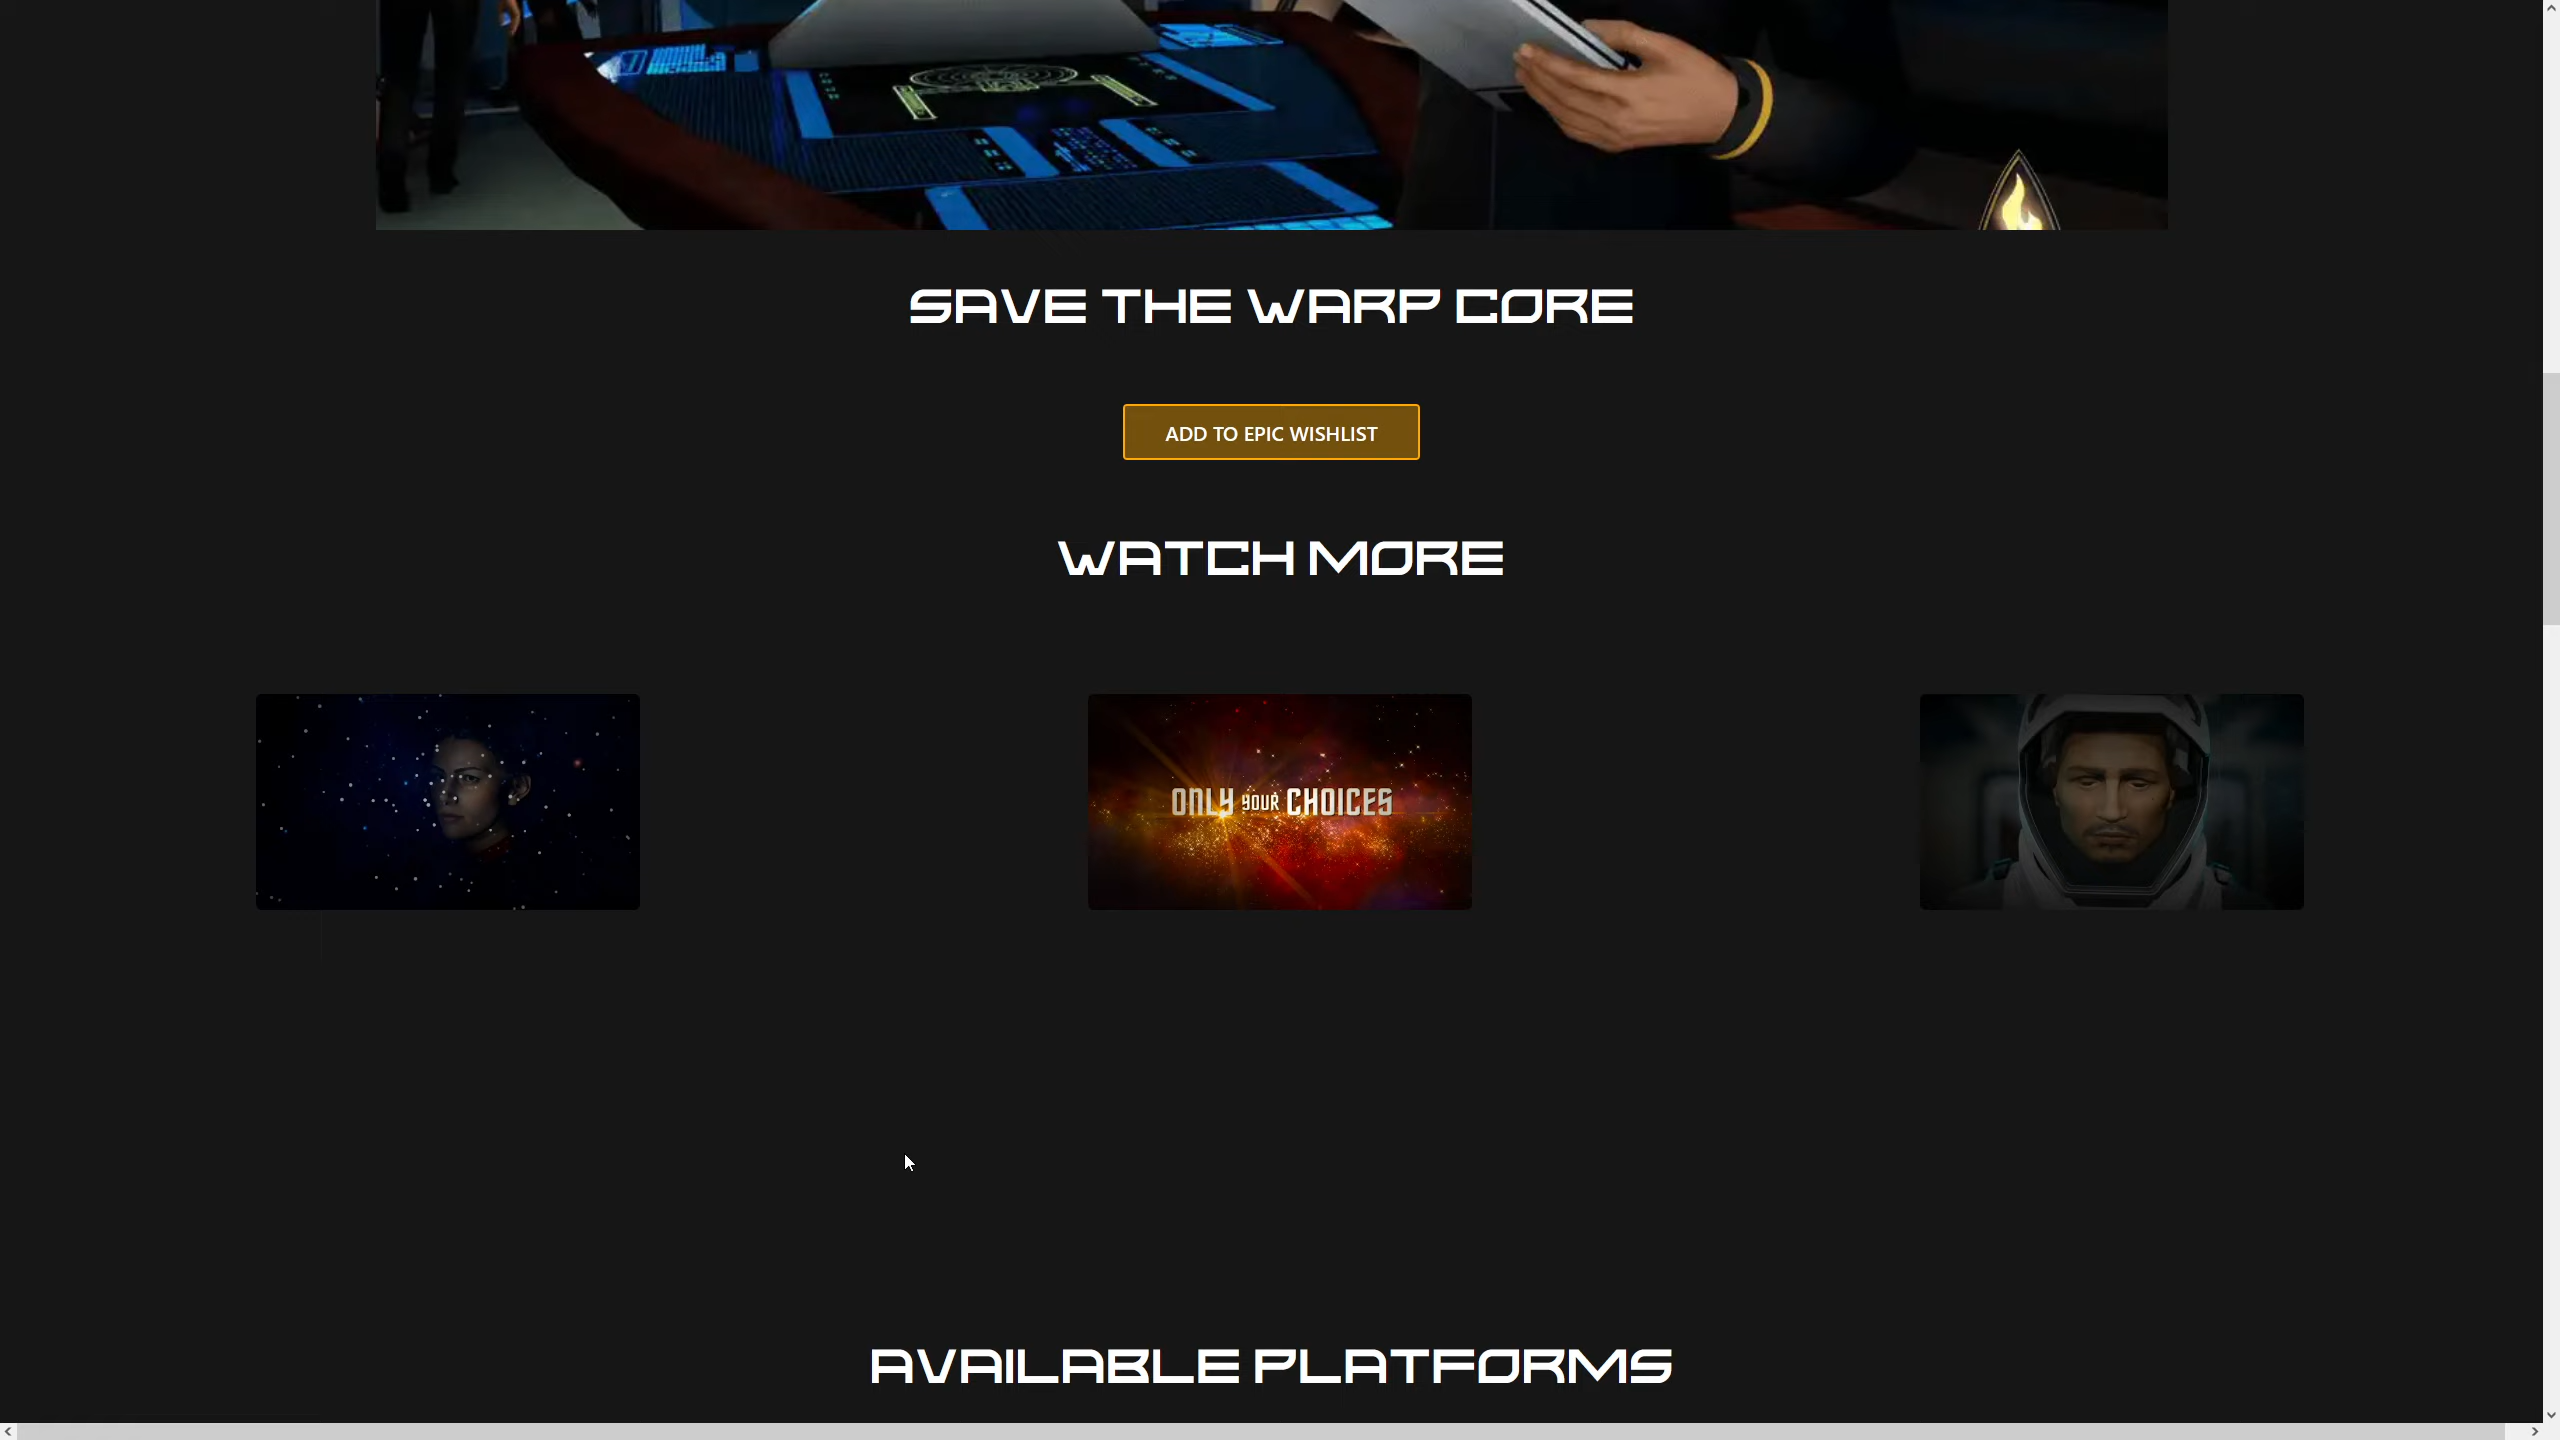 SAVE THE WARP CORE
ADD TO EPIC WISHLIST
WATCH MORE
ONLY YOUR CHOICES
AVAILABLE PLATFORMS